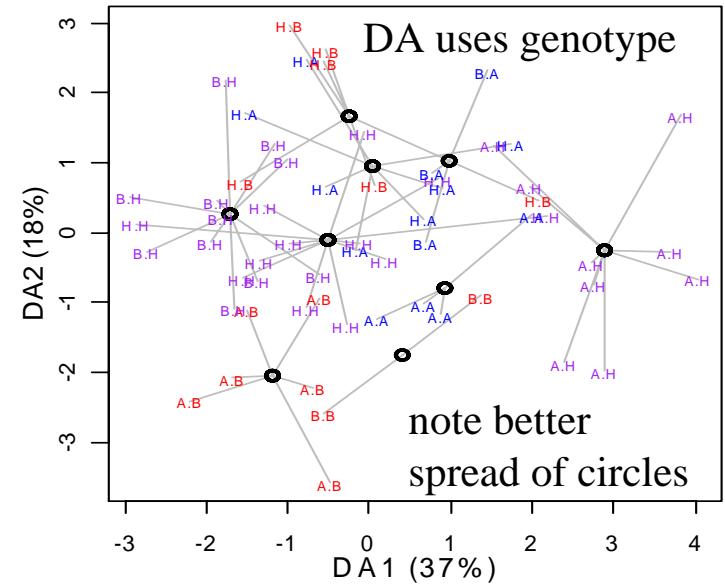 DA uses genotype
note better
spread of circles
DA2 (18%)
3
2
1
0
-1
-2
-3
-3
-2
-1
0
1
2
3
4
DA1 (37%)
H.B
H.B
H.A
H.B
B.A
B.H
H.A
A.H
H.H
B.H
A.H
H.A
B.H
H.B
B.A
H.A
H.B
H.H
H.A
A.H
H.B
B.H
B.H
H.H
B.H
H.A
A.A
A.H
H.H
B.H
B.H
H.H
H.H
H.A
B.A
H.H
A.H
H.H
A.H
H.H
B.H
B.H
A.H
A.H
A.B
B.B
B.H
A.B
H.H
A.A
A.A
A.A
H.H
A.B
A.B
A.H
A.H
A.B
B.B
A.B